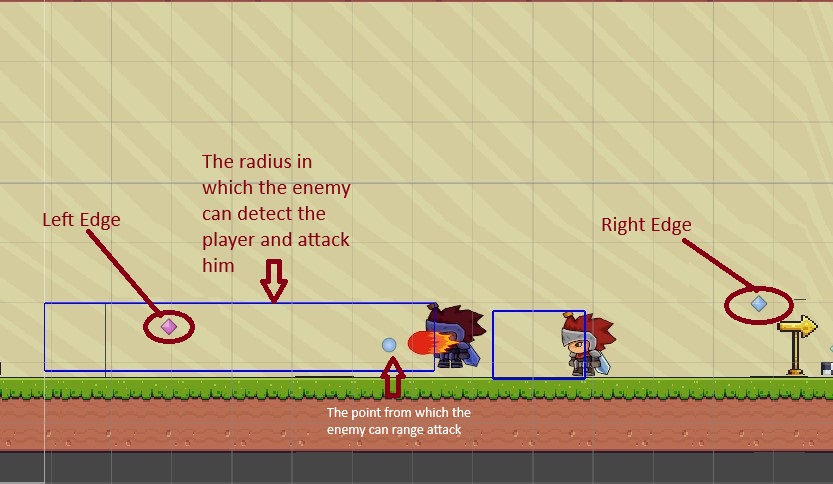 The radius in
which the enemy
can detect the
player and attack
him
Left Edge
Right Edge
The point from which the
enemy can range attack